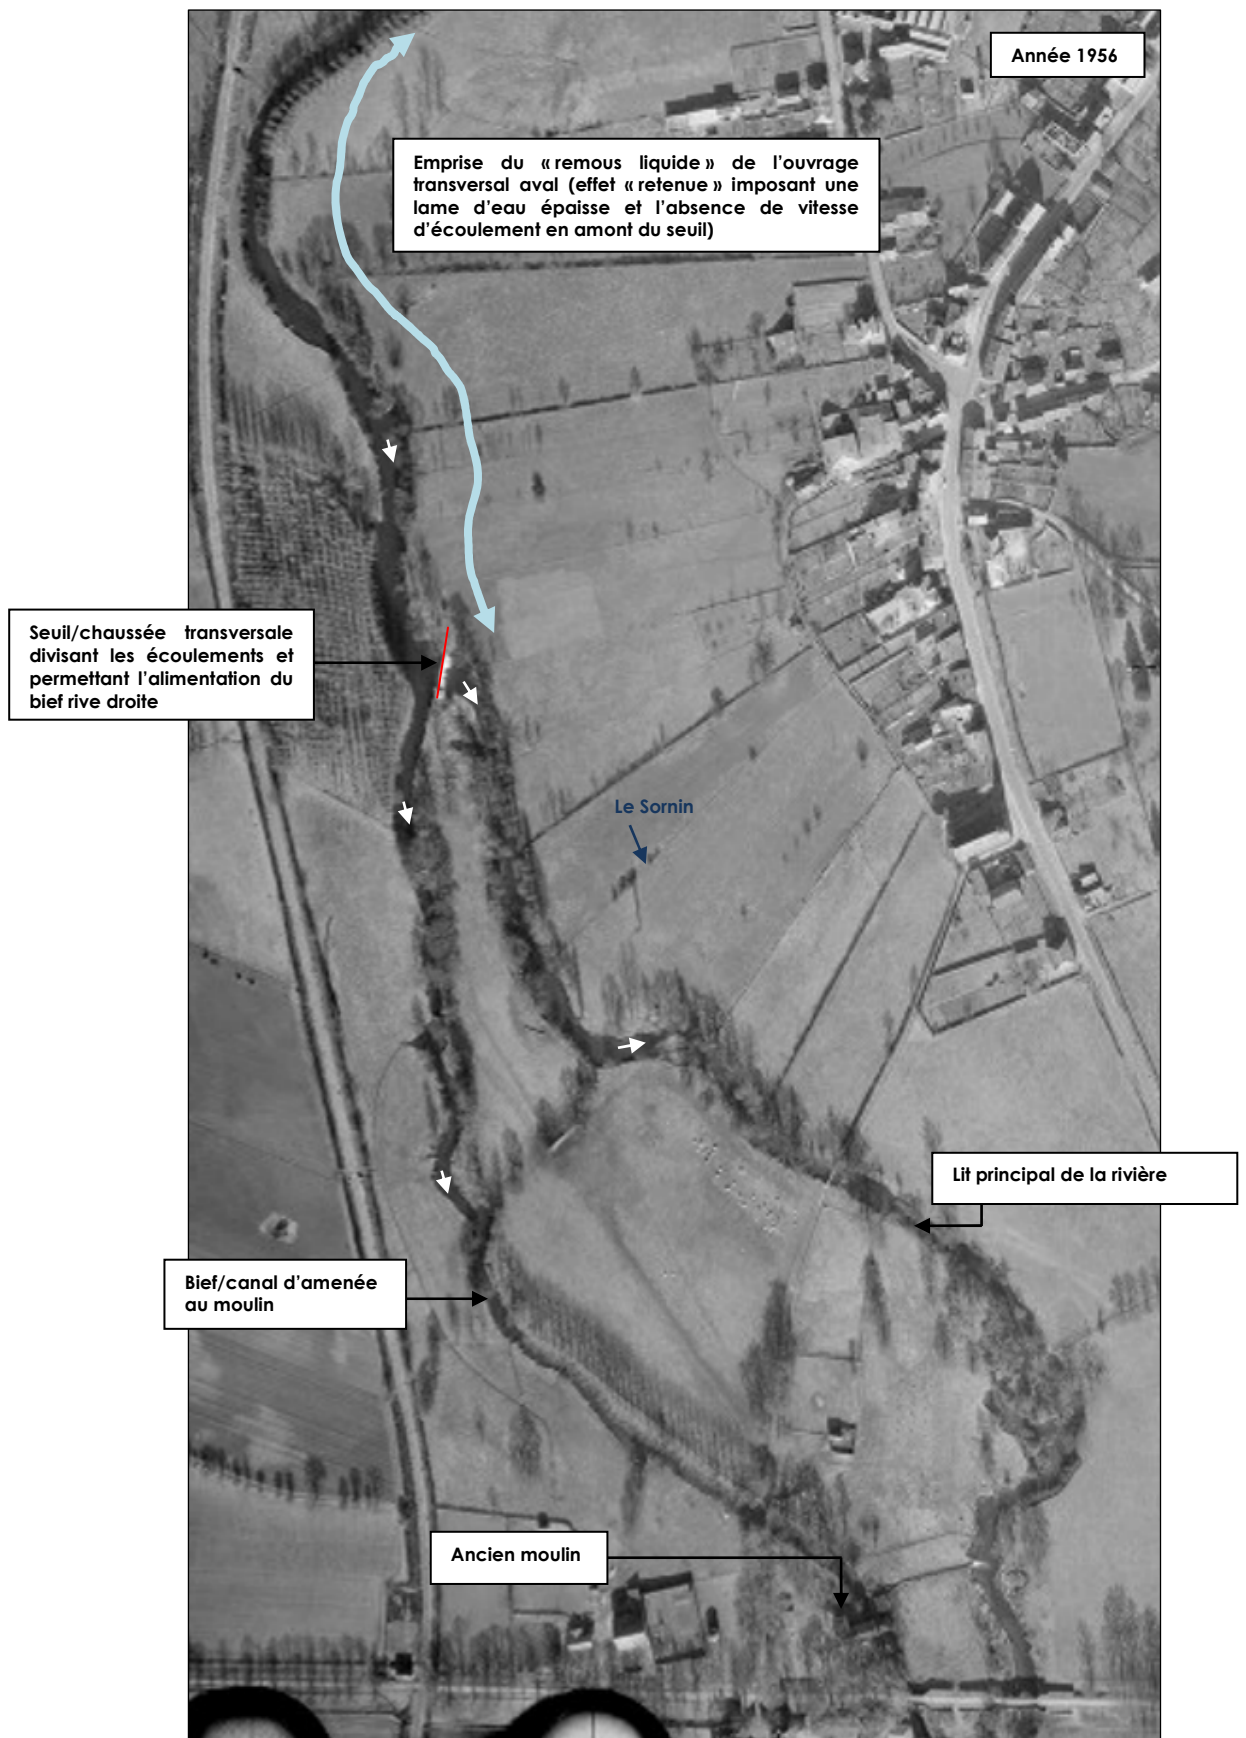 Année 1956
Emprise du « remous liquide » de l'ouvrage
transversal aval (effet « retenue » imposant une
lame d'eau épaisse et l'absence de vitesse
d'écoulement en amont du seuil)
Seuil/chaussée transversale
divisant les écoulements et
permettant l'alimentation du
bief rive droite
Le Sornin
Lit principal de la rivière
Bief/canal d'amenée
au moulin
Ancien moulin